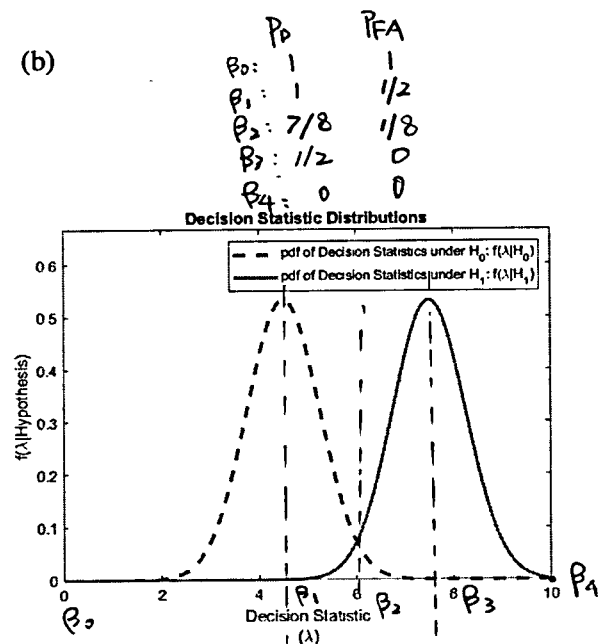 (b)
P_D P_FA
β₀: 1 1
β₁: 1 1/2
β₂: 7/8 1/8
β₃: 1/2 0
β₄: 0 0
Decision Statistic Distributions
pdf of Decision Statistics under H₀: f(λ|H₀)
pdf of Decision Statistics under H₁: f(λ|H₁)
f(λ|Hypothesis)
0 6
0 5
0.4
0.3
0.2
0.1
0
0 2 4 6 8 10
β₀ β₁ β₂ β₃ β₄
Decision Statistic
(λ)